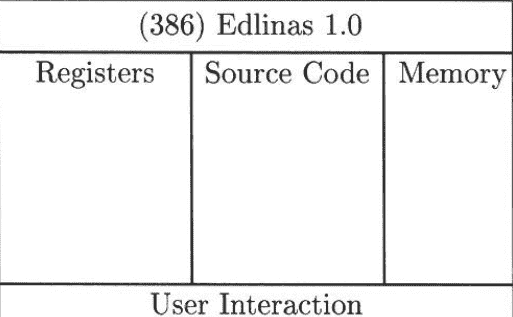 (386) Edlinas 1.0
Registers Source Code Memory
User Interaction